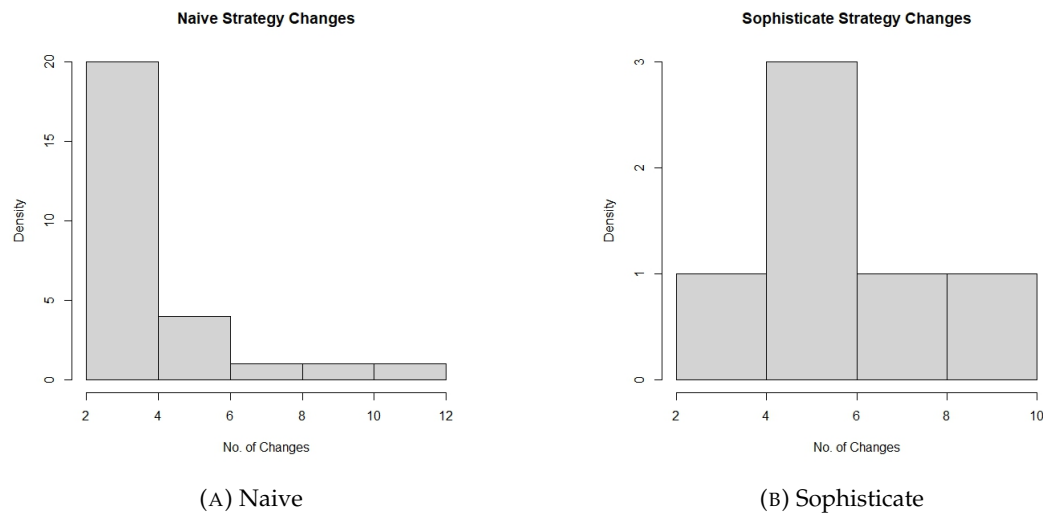 Naive Strategy Changes
20
15
10
5
0
Density
2 4 6 8 10 12
No. of Changes
(A) Naive
Sophisticate Strategy Changes
3
2
1
0
Density
2 4 6 8 10
No. of Changes
(B) Sophisticate